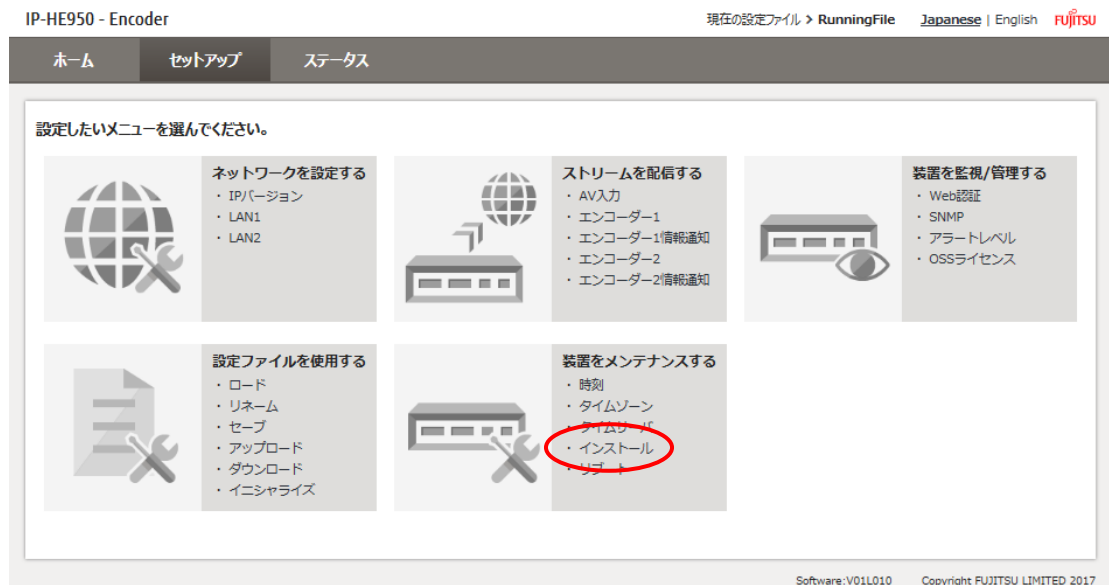 IP-HE950 - Encoder
現在の設定ファイル > RunningFile Japanese | English FUJITSU
ホーム セットアップ ステータス
設定したいメニューを選んでください。
ネットワークを設定する
・ IPバージョン
・ LAN1
・ LAN2
ストリームを配信する
・ AV入力
・ エンコーダー1
・ エンコーダー1情報通知
・ エンコーダー2
・ エンコーダー2情報通知
装置を監視/管理する
・ Web認証
・ SNMP
・ アラートレベル
・ OSSライセンス
設定ファイルを使用する
・ ロード
・ リネーム
・ セーブ
・ アップロード
・ ダウンロード
・ イニシャライズ
装置をメンテナンスする
・ 時刻
・ タイムゾーン
・ タイムサーバ
・ インストール
・ リブート
Software:V01L010 Copyright FUJITSU LIMITED 2017